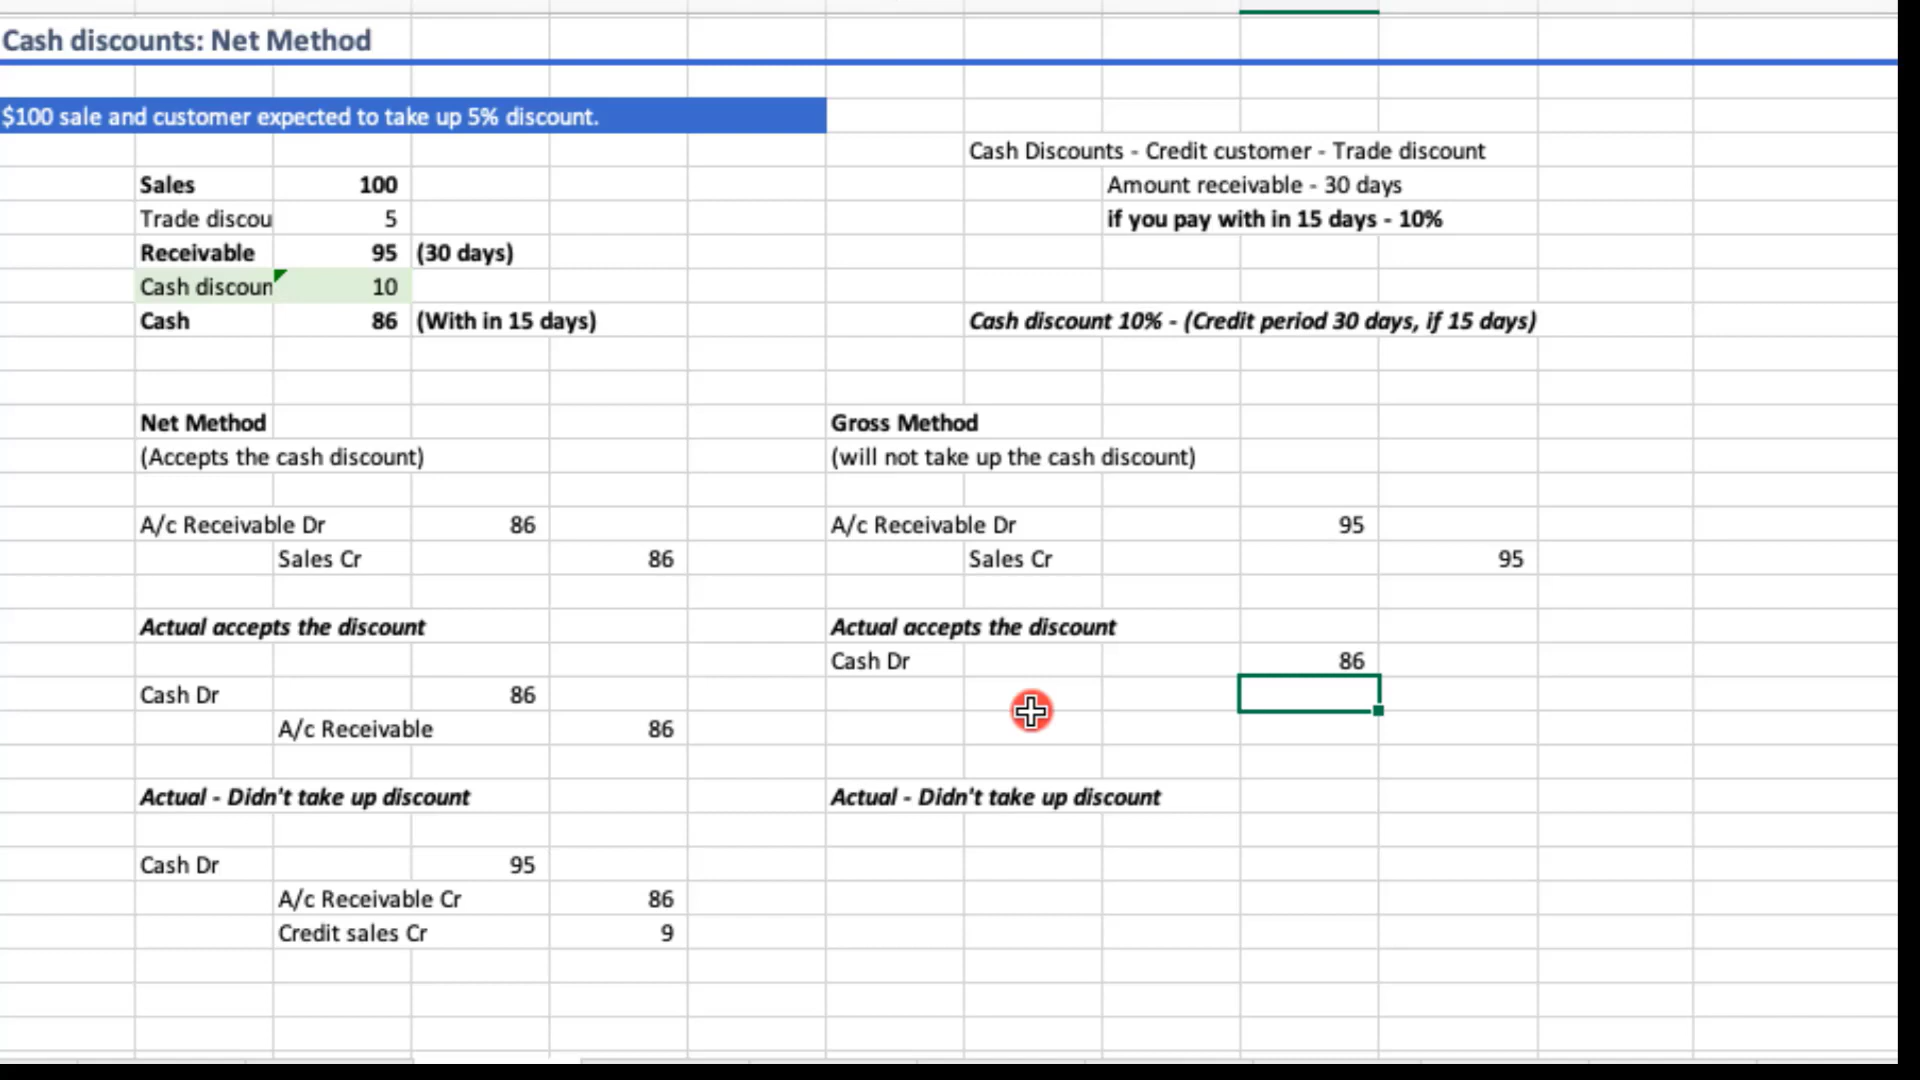 Cash discounts: Net Method
$100 sale and customer expected to take up 5% discount.
Cash Discounts - Credit customer - Trade discount
Sales 100 Amount receivable - 30 days
Trade discou 5 if you pay with in 15 days - 10%
Receivable 95 (30 days)
Cash discoun 10
Cash 86 (With in 15 days) Cash discount 10% - (Credit period 30 days, if 15 days)
Net Method Gross Method
(Accepts the cash discount) (will not take up the cash discount)
A/c Receivable Dr 86 A/c Receivable Dr 95
Sales Cr 86 Sales Cr 95
Actual accepts the discount Actual accepts the discount
Cash Dr 86
Cash Dr 86
A/c Receivable 86
Actual - Didn't take up discount Actual - Didn't take up discount
Cash Dr 95
A/c Receivable Cr 86
Credit sales Cr 9